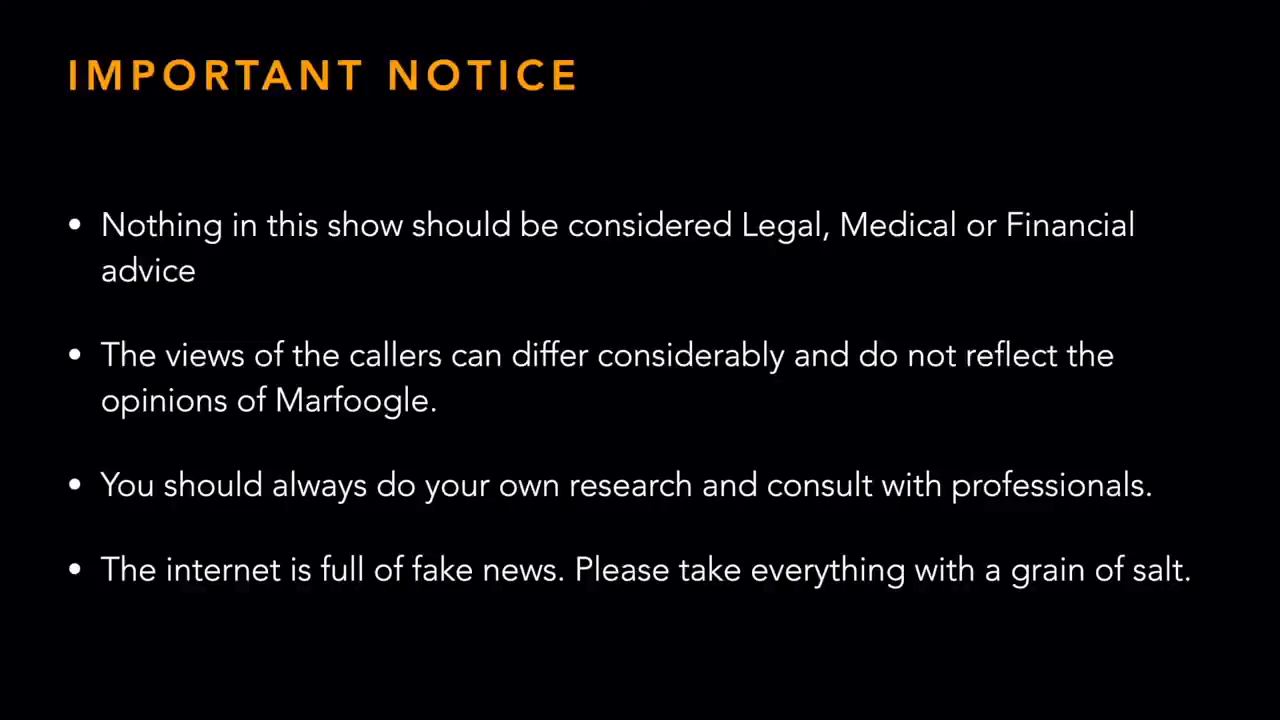 IMPORTANT NOTICE
• Nothing in this show should be considered Legal, Medical or Financial
advice
• The views of the callers can differ considerably and do not reflect the
opinions of Marfoogle.
• You should always do your own research and consult with professionals.
• The internet is full of fake news. Please take everything with a grain of salt.